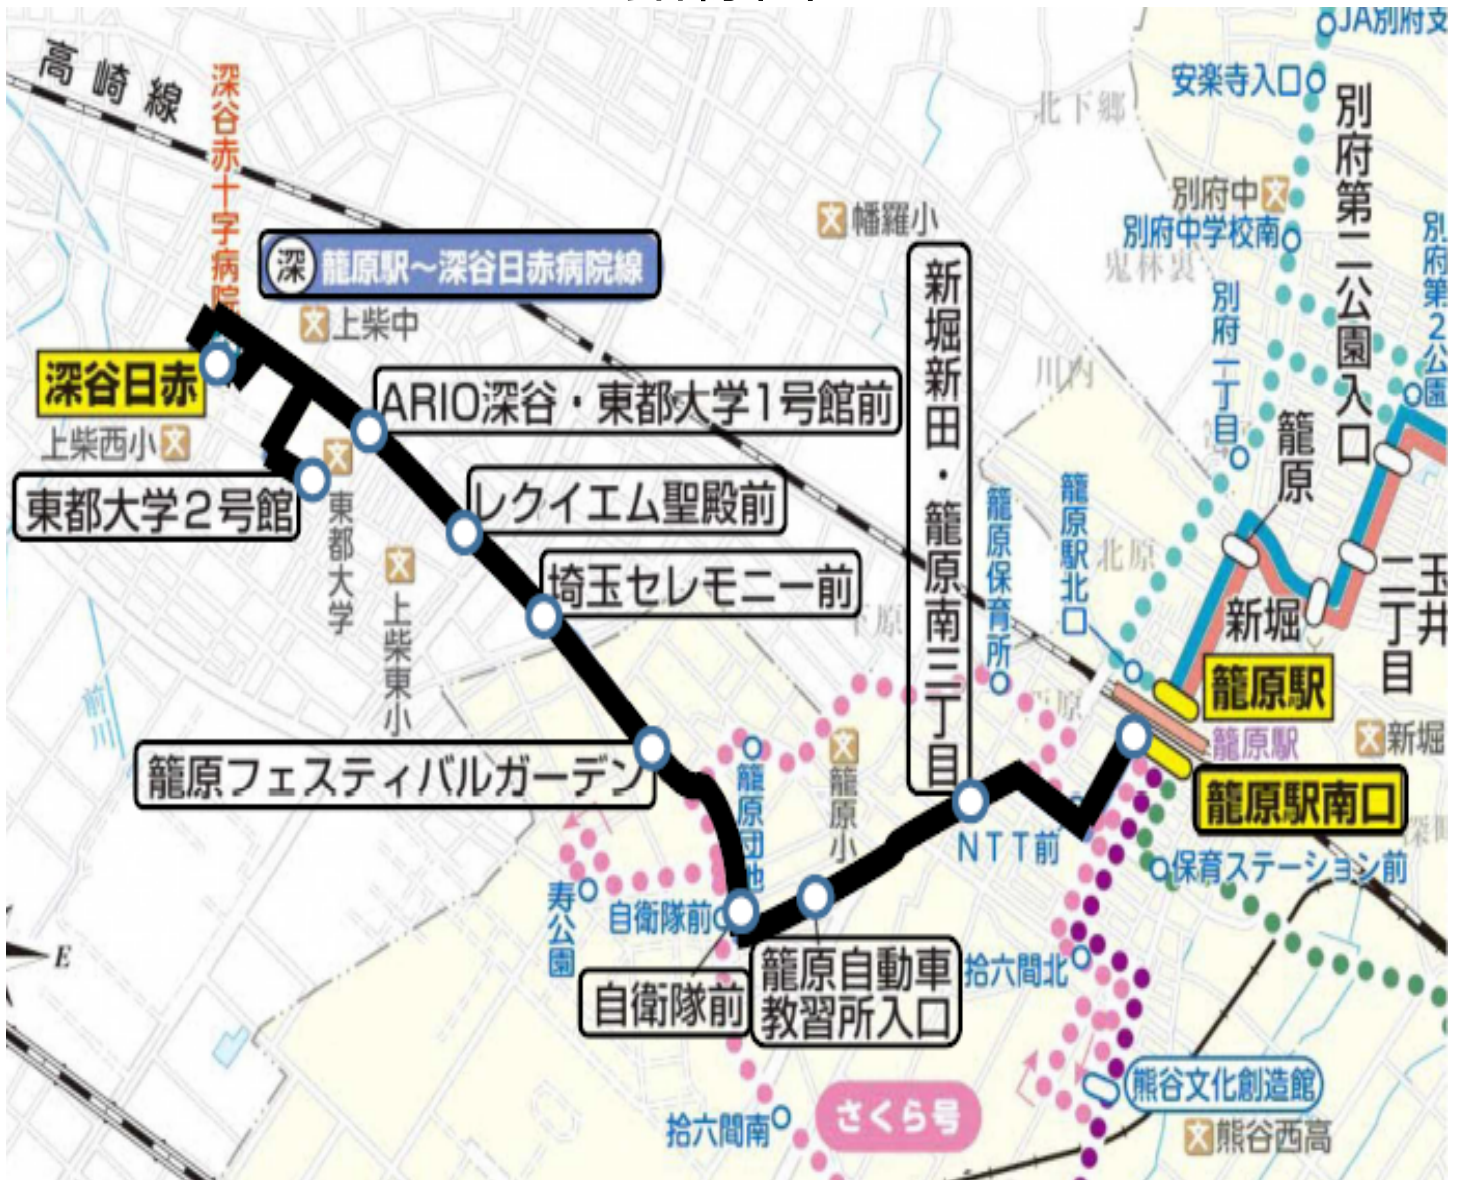 JA別府支
高崎線
安楽寺入口
深谷赤十字病院
北下郷
別府第二公園入口
別府中
幡羅小
別府中学校南
別府第2公園
鬼林裏
深 籠原駅～深谷日赤病院線
新堀新田・籠原南三丁目
別府一丁目
上柴中
川内
深谷日赤
ARIO深谷・東都大学1号館前
籠原
上柴西小
東都大学2号館
レクイエム聖殿前
籠原保育所
籠原駅北口
東都大学
北原
上柴東小
埼玉セレモニー前
玉井
二丁目
新堀
下原
籠原駅
前川
籠原駅
新堀
籠原フェスティバルガーデン
籠原団地
籠原小
籠原駅南口
NTT前
保育ステーション前
寿公園
自衛隊前
E
拾六間北
自衛隊前
籠原自動車
教習所入口
熊谷文化創造館
さくら号
拾六間南
熊谷西高